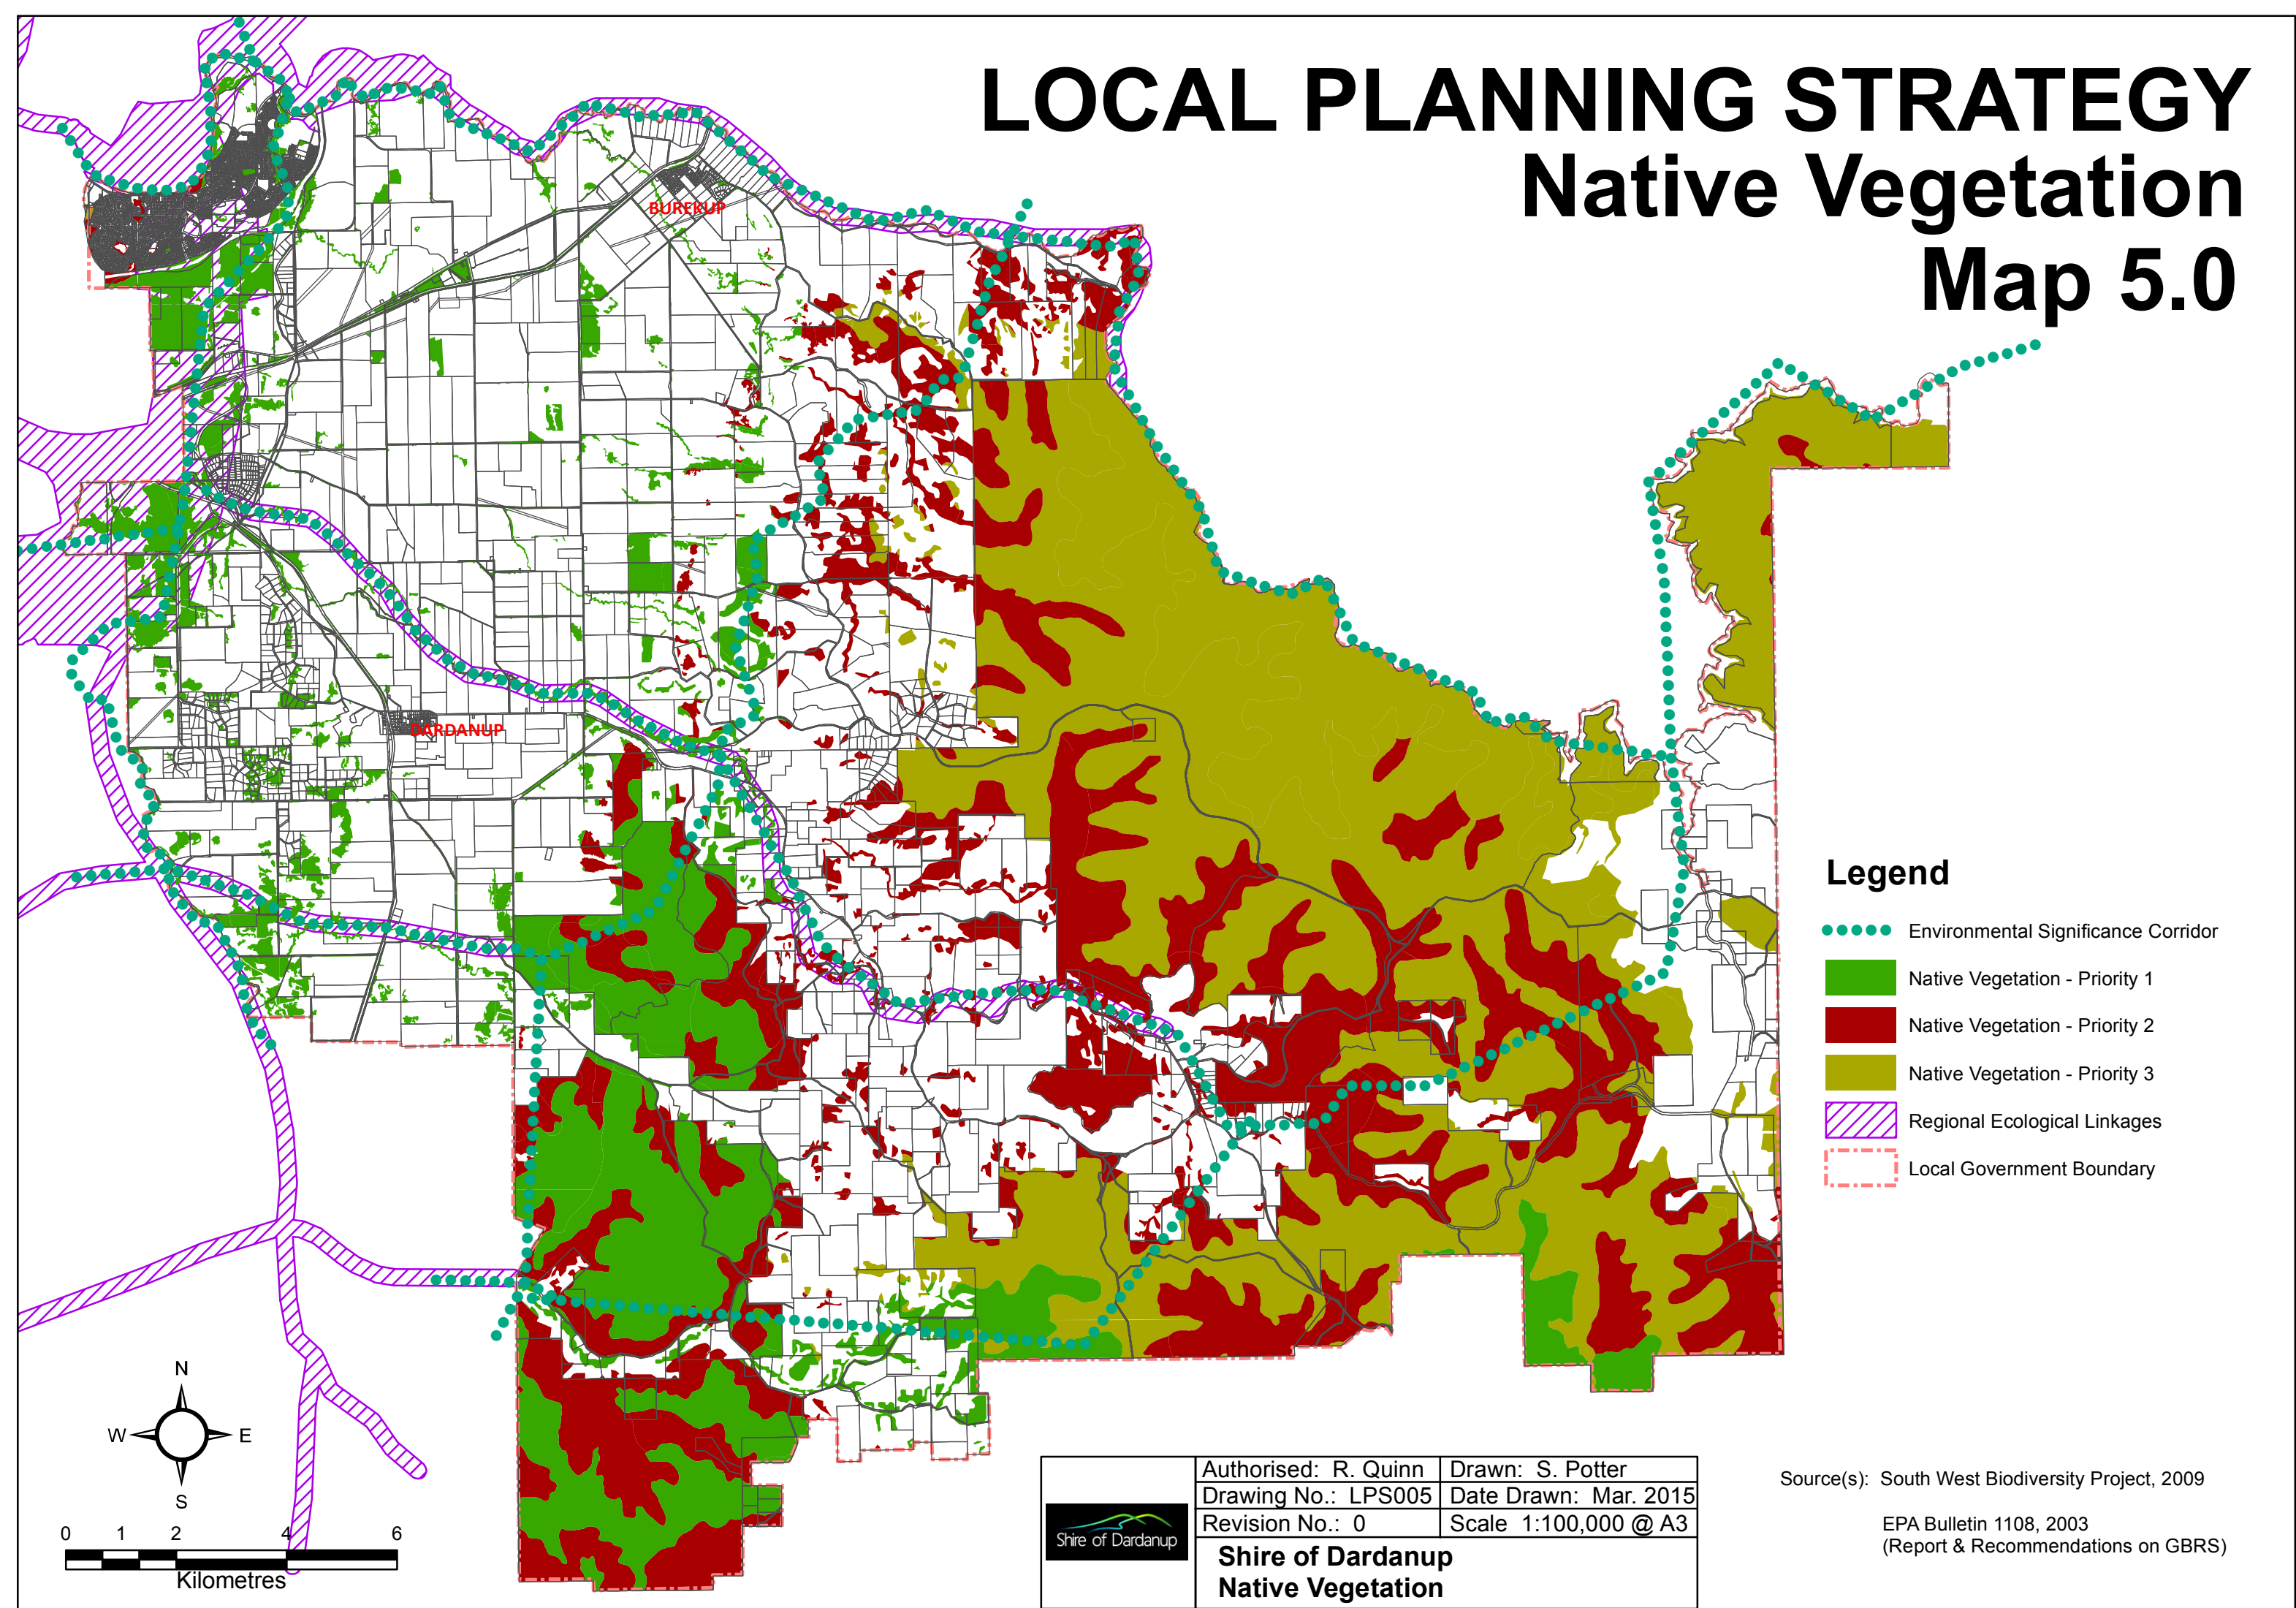 LOCAL PLANNING STRATEGY
Native Vegetation
Map 5.0
BUREKUP
DARDANUP
Legend
Environmental Significance Corridor
Native Vegetation - Priority 1
Native Vegetation - Priority 2
Native Vegetation - Priority 3
Regional Ecological Linkages
Local Government Boundary
N
W E
S
0 1 2 4 6
Kilometres
Shire of Dardanup
Authorised: R. Quinn Drawn: S. Potter
Drawing No.: LPS005 Date Drawn: Mar. 2015
Revision No.: 0 Scale 1:100,000 @ A3
Shire of Dardanup
Native Vegetation
Source(s): South West Biodiversity Project, 2009
EPA Bulletin 1108, 2003
(Report & Recommendations on GBRS)